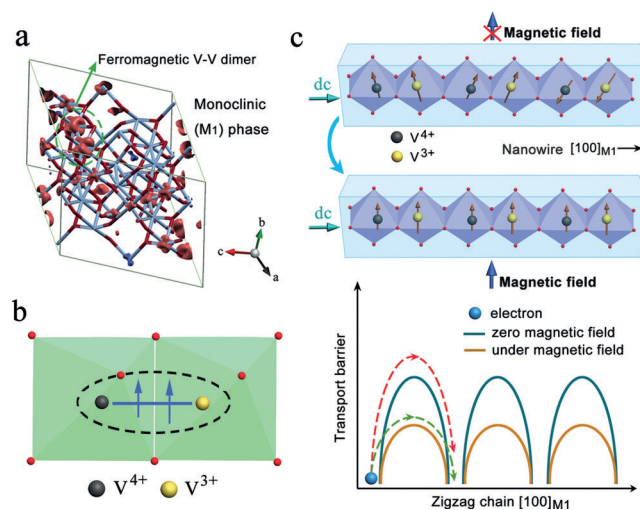 a
Ferromagnetic V-V dimer
Monoclinic
(M1) phase
b
c
a
b
V4+
V3+
c
Magnetic field
dc
V4+
V3+
Nanowire [100]M1
dc
Magnetic field
electron
zero magnetic field
under magnetic field
Transport barrier
Zigzag chain [100]M1